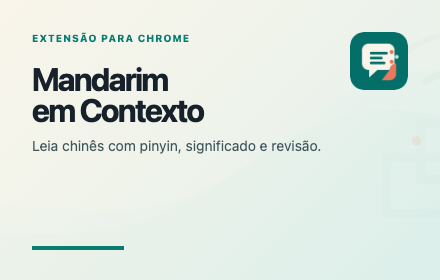 EXTENSÃO PARA CHROME
Mandarim
em Contexto
Leia chinês com pinyin, significado e revisão.